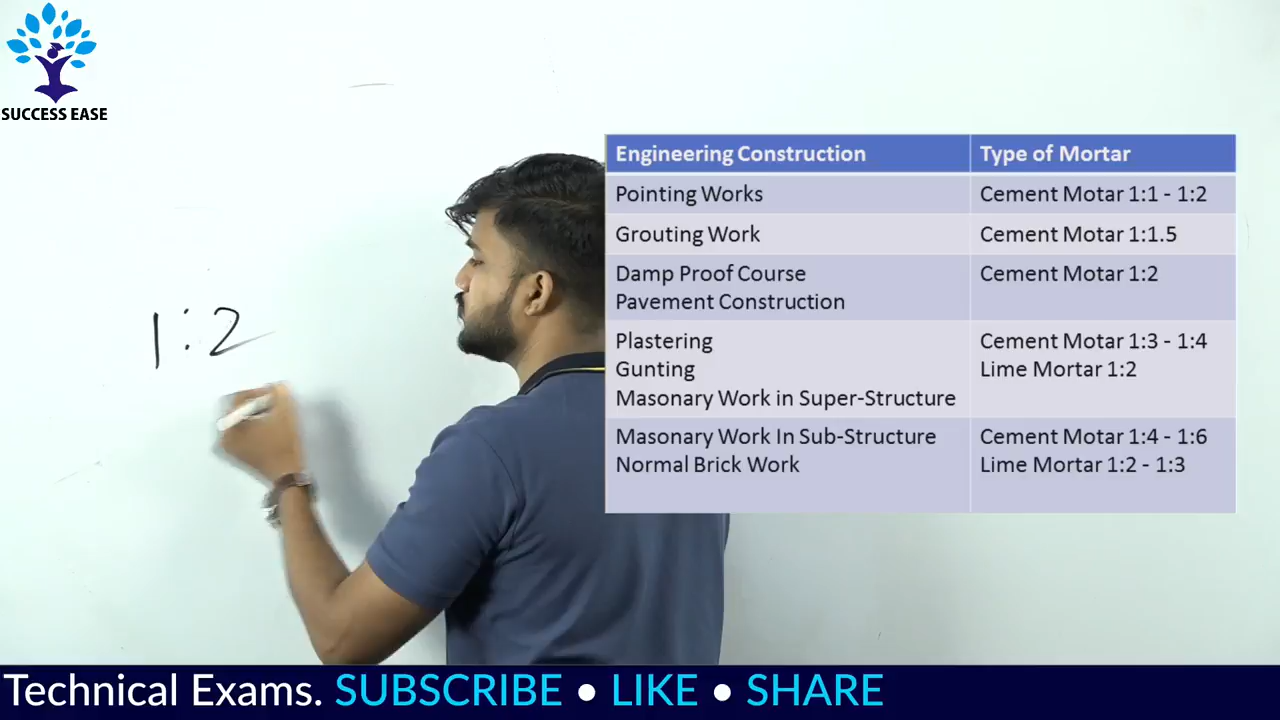 SUCCESS EASE
1:2
Engineering Construction Type of Mortar
Pointing Works Cement Motar 1:1 - 1:2
Grouting Work Cement Motar 1:1.5
Damp Proof Course Cement Motar 1:2
Pavement Construction
Plastering Cement Motar 1:3 - 1:4
Gunting Lime Mortar 1:2
Masonary Work in Super-Structure
Masonary Work In Sub-Structure Cement Motar 1:4 - 1:6
Normal Brick Work Lime Mortar 1:2 - 1:3
Technical Exams. SUBSCRIBE • LIKE • SHARE